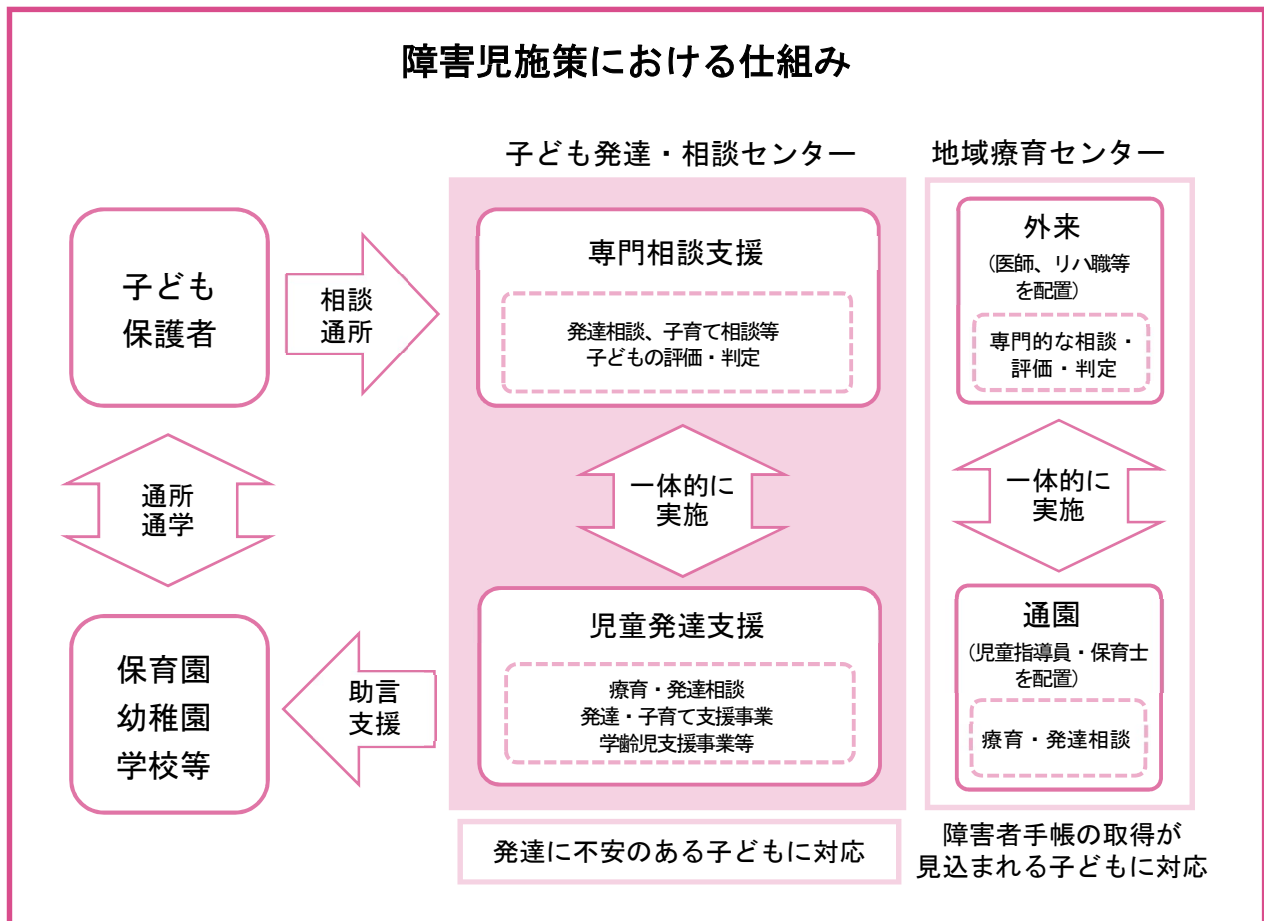 障害児施策における仕組み
子ども発達・相談センター
地域療育センター
子ども
保護者
相談
通所
専門相談支援
発達相談、子育て相談等
子どもの評価・判定
外来
(医師、リハ職等
を配置)
専門的な相談・
評価・判定
通所
通学
一体的に
実施
一体的に
実施
保育園
幼稚園
学校等
助言
支援
児童発達支援
療育・発達相談
発達・子育て支援事業
学齢児支援事業等
通園
(児童指導員・保育士
を配置)
療育・発達相談
発達に不安のある子どもに対応
障害者手帳の取得が
見込まれる子どもに対応